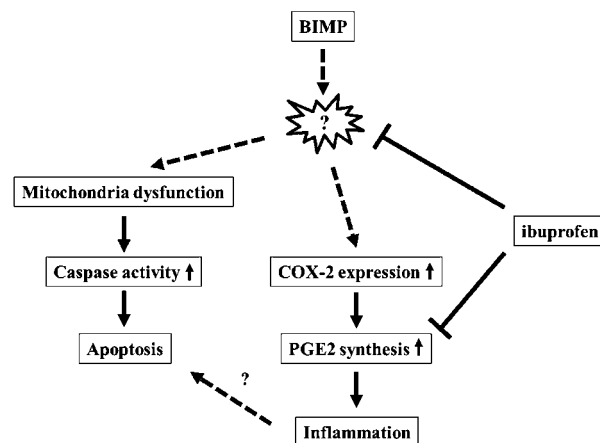 BIMP
?
Mitochondria dysfunction
ibuprofen
Caspase activity ↑
COX-2 expression ↑
Apoptosis
PGE2 synthesis ↑
?
Inflammation